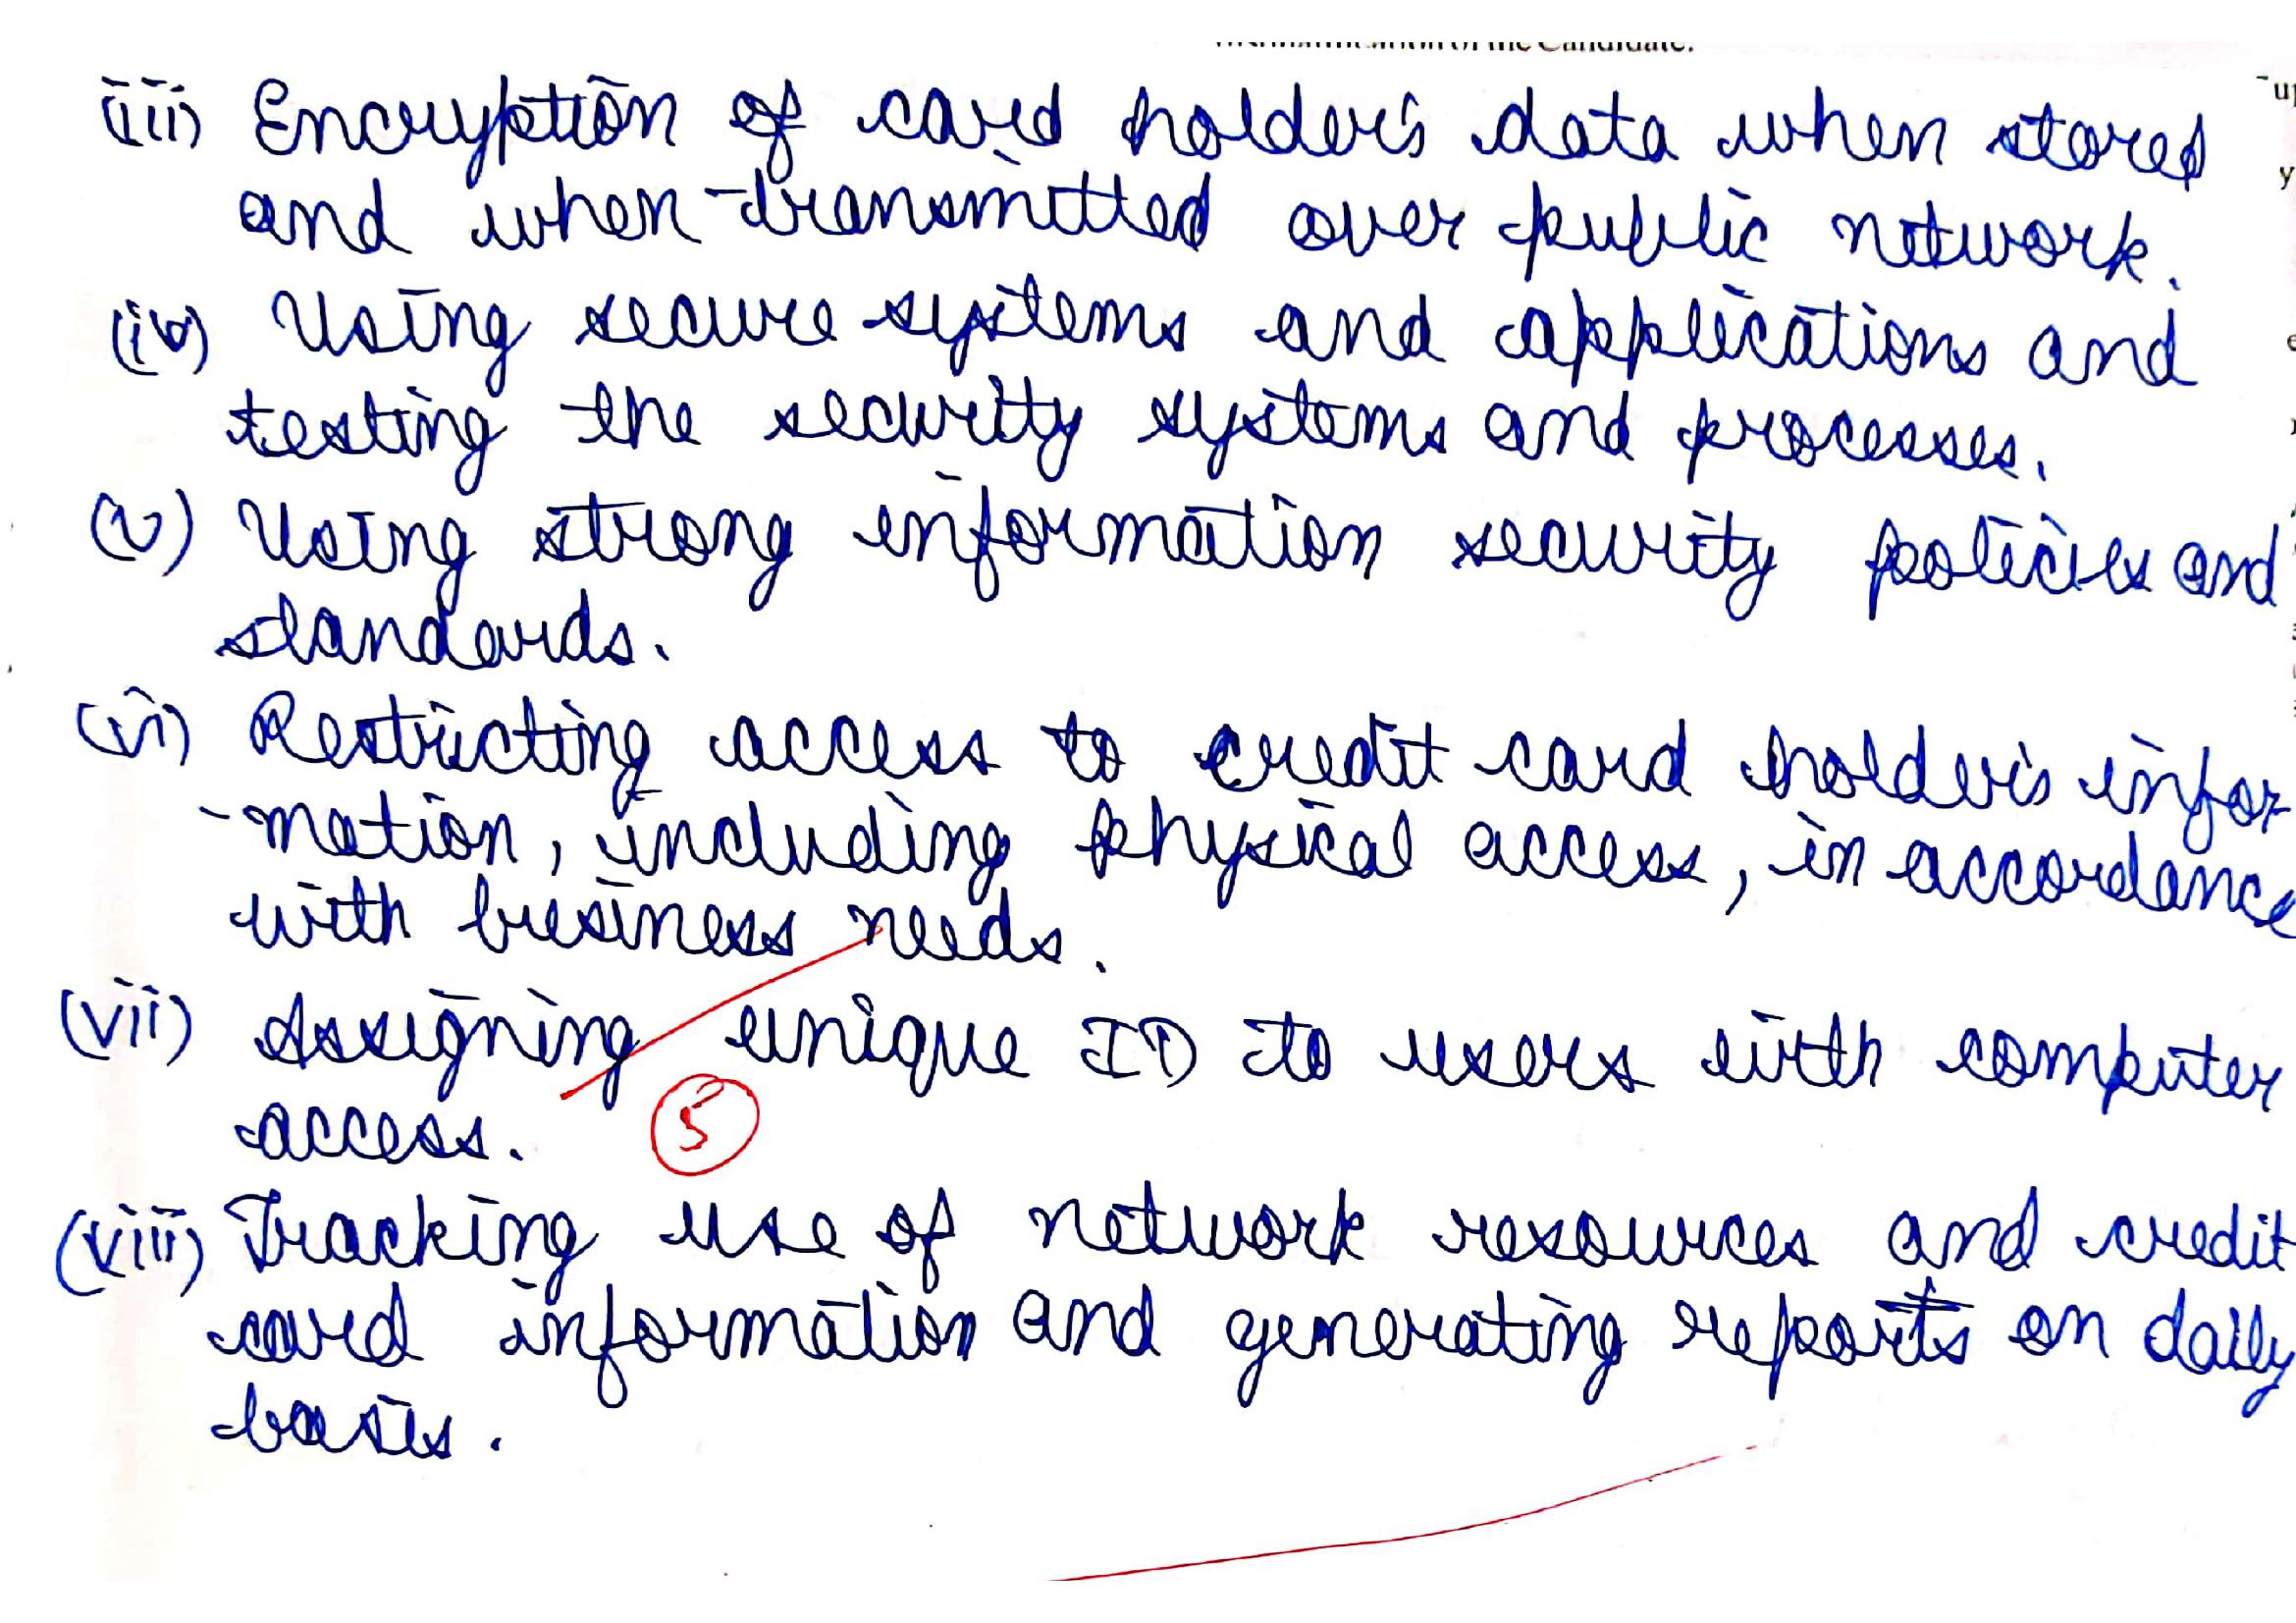 of the Candidate.
(iii) Encryption of card holder's data when stored
and when transmitted over public network.
(iv) Using secure systems and applications and
testing the security systems and processes.
(v) Using strong information security policies and
standards.
(vi) Restricting access to credit card holder's infor
-mation, including physical access, in accordance
with business needs.
(vii) Assigning unique ID to users with computer
access.
5
(viii) Tracking use of network resources and credit
card information and generating reports on daily
basis.